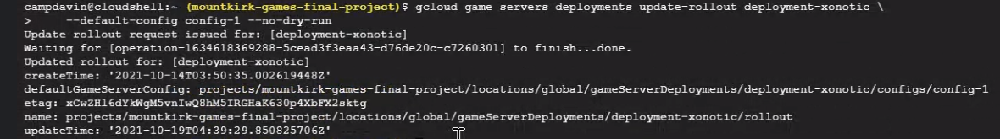 campdavin@cloudshell:~ (mountkirk-games-final-project)$ gcloud game servers deployments update-rollout deployment-xonotic \
>     --default-config config-1 --no-dry-run
Update rollout request issued for: [deployment-xonotic]
Waiting for [operation-1634618369288-5cead3f3eaa43-d76de20c-c7260301] to finish...done.
Updated rollout for: [deployment-xonotic]
createTime: '2021-10-14T03:50:35.002619448Z'
defaultGameServerConfig: projects/mountkirk-games-final-project/locations/global/gameServerDeployments/deployment-xonotic/configs/config-1
etag: xCwZHl6dYkWgM5vnIwQ8hM5IRGHaK630p4XbFX2sktg
name: projects/mountkirk-games-final-project/locations/global/gameServerDeployments/deployment-xonotic/rollout
updateTime: '2021-10-19T04:39:29.850825706Z'